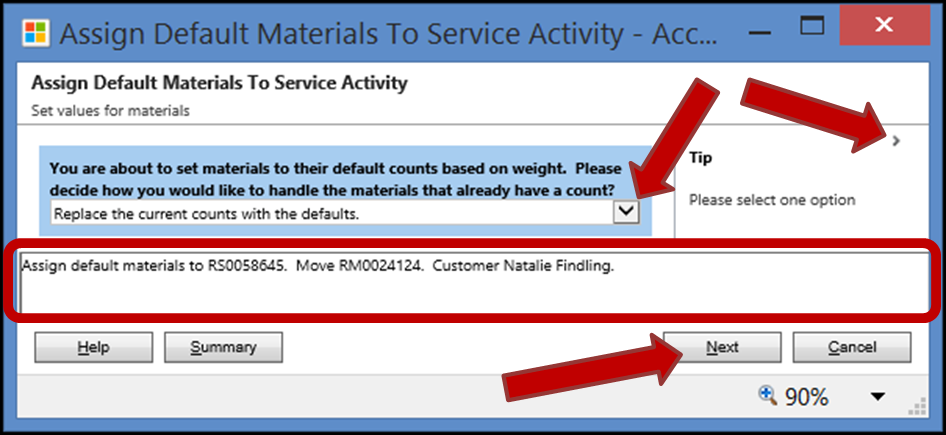 Assign Default Materials To Service Activity - Acc...
Assign Default Materials To Service Activity
Set values for materials
You are about to set materials to their default counts based on weight.  Please
decide how you would like to handle the materials that already have a count?
Replace the current counts with the defaults.
Tip
Please select one option
Assign default materials to RS0058645.  Move RM0024124.  Customer Natalie Findling.
Help
Summary
Next
Cancel
90%